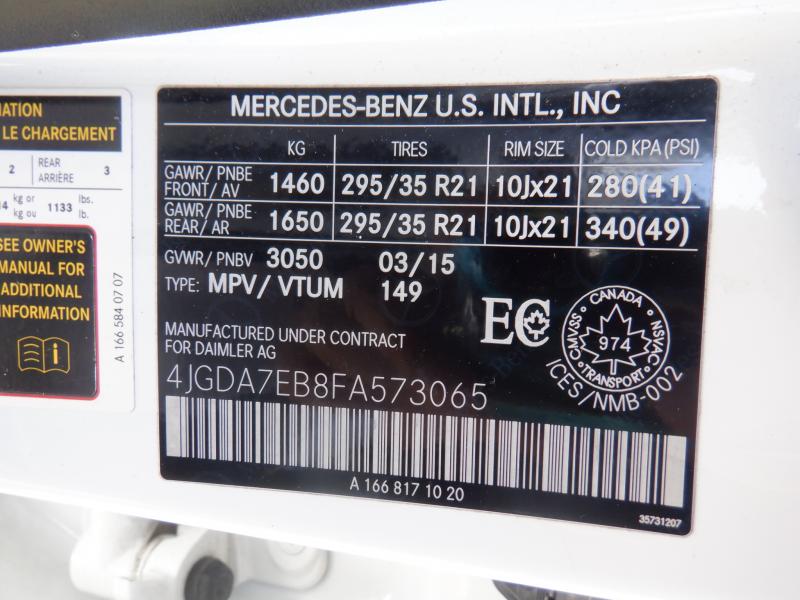 MATION
LE CHARGEMENT
2 REAR ARRIÈRE 3
kg or kg ou 1133 lbs. lb.
SEE OWNER'S
MANUAL FOR
ADDITIONAL
INFORMATION
A 166 584 07 07
MERCEDES-BENZ U.S. INTL., INC
KG TIRES RIM SIZE COLD KPA (PSI)
GAWR/ PNBE
FRONT/ AV 1460 295/35 R21 10Jx21 280(41)
GAWR/ PNBE
REAR/ AR 1650 295/35 R21 10Jx21 340(49)
GVWR/ PNBV 3050 03/15
TYPE: MPV/ VTUM 149
MANUFACTURED UNDER CONTRACT
FOR DAIMLER AG
EC
CANADA
CMVSS 974 NSVAC
TRANSPORT
ICES/NMB-002
4JGDA7EB8FA573065
A 166 817 10 20
35731207